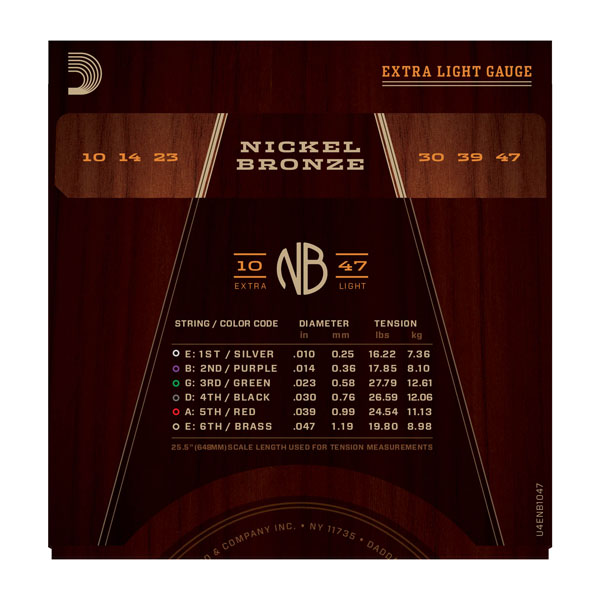 EXTRA LIGHT GAUGE
10 14 23
NICKEL
BRONZE
30 39 47
10 NB 47
EXTRA LIGHT
STRING / COLOR CODE DIAMETER TENSION
in mm lbs kg
E: 1ST / SILVER .010 0.25 16.22 7.36
B: 2ND / PURPLE .014 0.36 17.85 8.10
G: 3RD / GREEN .023 0.58 27.79 12.61
D: 4TH / BLACK .030 0.76 26.59 12.06
A: 5TH / RED .039 0.99 24.54 11.13
E: 6TH / BRASS .047 1.19 19.80 8.98
25.5" (648MM) SCALE LENGTH USED FOR TENSION MEASUREMENTS
& COMPANY INC. • NY 11735 •
U4ENB1047